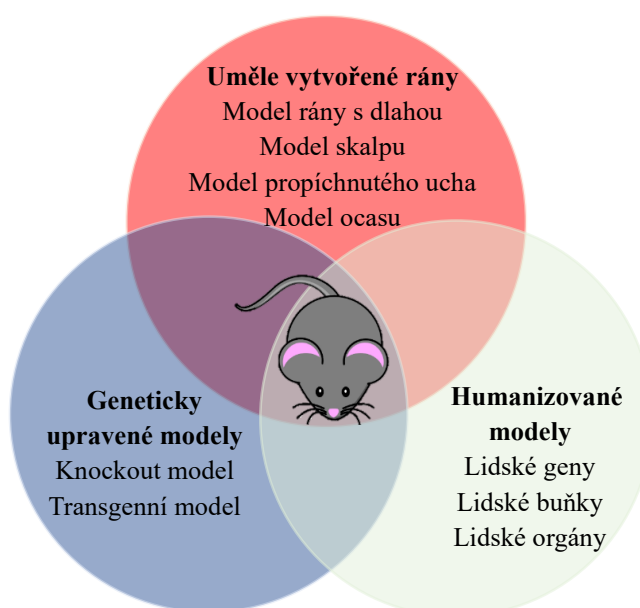 Uměle vytvořené rány
Model rány s dlahou
Model skalpu
Model propíchnutého ucha
Model ocasu
Geneticky
upravené modely
Knockout model
Transgenní model
Humanizované
modely
Lidské geny
Lidské buňky
Lidské orgány